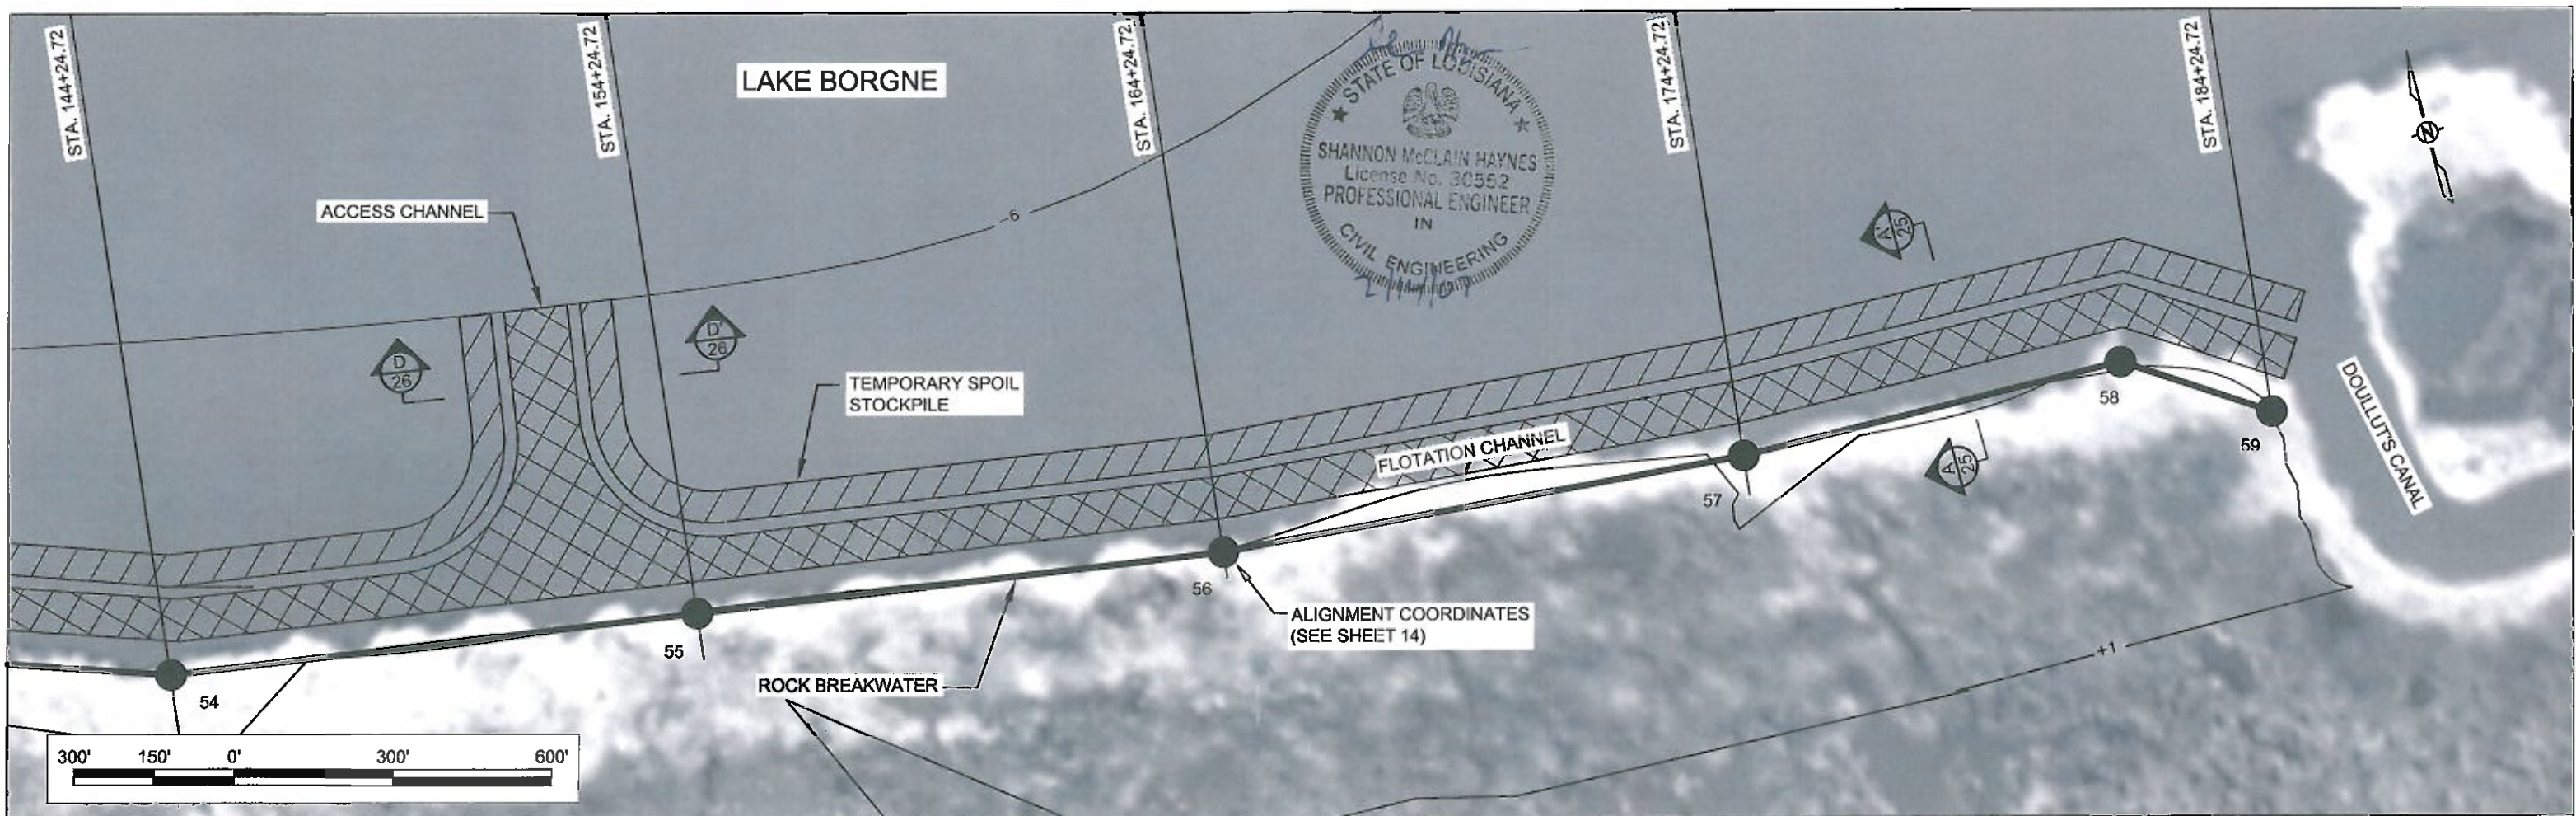 STA. 144+24.72
STA. 154+24.72
STA. 164+24.72
STA. 174+24.72
STA. 184+24.72
LAKE BORGNE
STATE OF LOUISIANA
SHANNON McCLAIN HAYNES
License No. 30552
PROFESSIONAL ENGINEER
IN
CIVIL ENGINEERING
N
ACCESS CHANNEL
-6
A'
25
D
26
D'
26
TEMPORARY SPOIL
STOCKPILE
FLOTATION CHANNEL
A
25
DOULLUT'S CANAL
54
55
56
57
58
59
ALIGNMENT COORDINATES
(SEE SHEET 14)
ROCK BREAKWATER
+1
300' 150' 0' 300' 600'